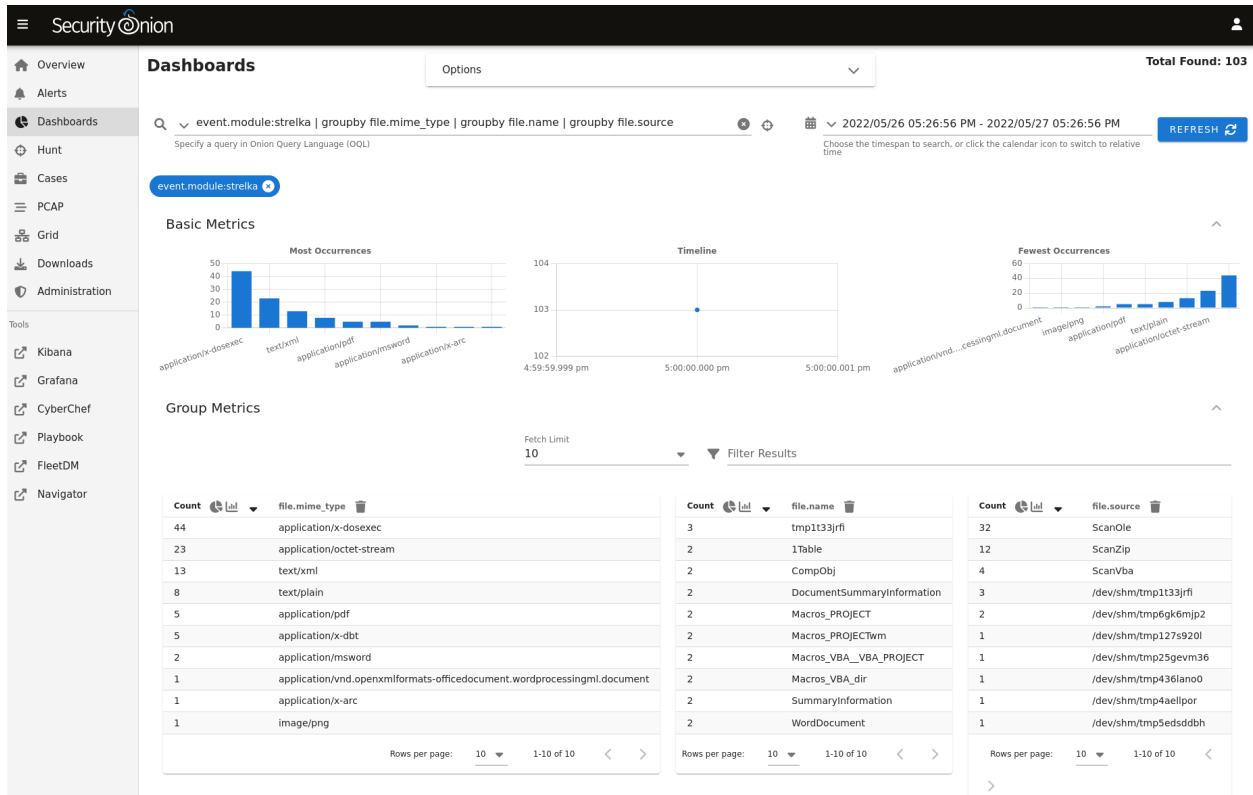 Security Onion
Overview
Alerts
Dashboards
Hunt
Cases
PCAP
Grid
Downloads
Administration
Tools
Kibana
Grafana
CyberChef
Playbook
FleetDM
Navigator
Dashboards
Options
Total Found: 103
event.module:strelka | groupby file.mime_type | groupby file.name | groupby file.source
Specify a query in Onion Query Language (OQL)
2022/05/26 05:26:56 PM - 2022/05/27 05:26:56 PM
Choose the timespan to search, or click the calendar icon to switch to relative
time
REFRESH
event.module:strelka
Basic Metrics
Most Occurrences
50
40
30
20
10
0
application/x-dosexec
text/xml
application/pdf
application/msword
application/x-arc
Timeline
104
103
102
4:59:59.999 pm
5:00:00.000 pm
5:00:00.001 pm
Fewest Occurrences
60
40
20
0
application/vnd....cessingml.document
image/png
application/pdf
text/plain
application/octet-stream
Group Metrics
Fetch Limit
10
Filter Results
Count file.mime_type
44 application/x-dosexec
23 application/octet-stream
13 text/xml
8 text/plain
5 application/pdf
5 application/x-dbt
2 application/msword
1 application/vnd.openxmlformats-officedocument.wordprocessingml.document
1 application/x-arc
1 image/png
Rows per page: 10 1-10 of 10
Count file.name
3 tmp1t33jrfi
2 1Table
2 CompObj
2 DocumentSummaryInformation
2 Macros_PROJECT
2 Macros_PROJECTwm
2 Macros_VBA__VBA_PROJECT
2 Macros_VBA_dir
2 SummaryInformation
2 WordDocument
Rows per page: 10 1-10 of 10
Count file.source
32 ScanOle
12 ScanZip
4 ScanVba
3 /dev/shm/tmp1t33jrfi
2 /dev/shm/tmp6gk6mjp2
1 /dev/shm/tmp127s920l
1 /dev/shm/tmp25gevm36
1 /dev/shm/tmp436lano0
1 /dev/shm/tmp4aellpor
1 /dev/shm/tmp5edsddbh
Rows per page: 10 1-10 of 10